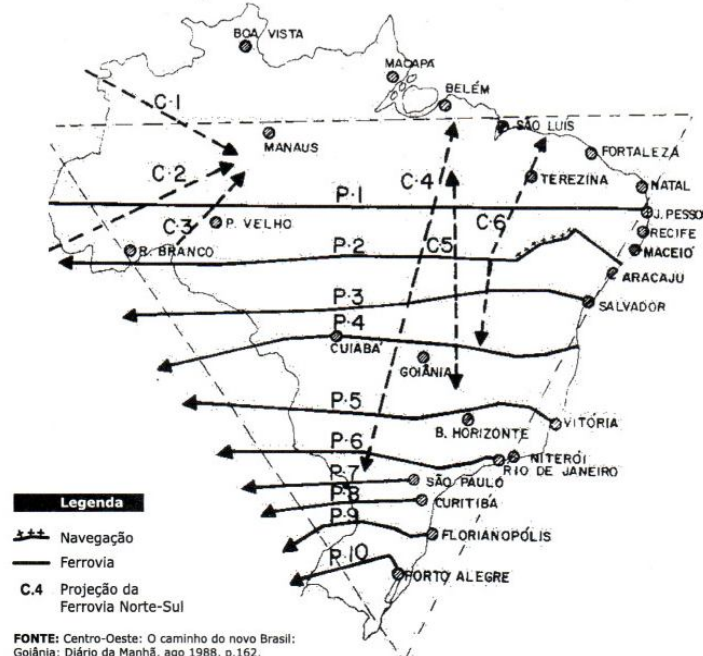 BOA VISTA
MACAPÁ
BELÉM
C·1
MANAUS
SÃO LUIS
FORTALEZA
C·2
C·4
TEREZINA
NATAL
P·1
C·3
P. VELHO
C·6
J. PESSO
RECIFE
R. BRANCO
P·2
C·5
MACEIÓ
ARACAJU
P·3
SALVADOR
P·4
CUIABÁ
GOIÂNIA
P·5
B. HORIZONTE
VITÓRIA
P·6
NITERÓI
RIO DE JANEIRO
P·7
SÃO PAULO
P·8
CURITIBA
P·9
FLORIANOPÓLIS
P·10
PORTO ALEGRE
Legenda
Navegação
Ferrovia
C.4 Projeção da
Ferrovia Norte-Sul
FONTE: Centro-Oeste: O caminho do novo Brasil:
Goiânia: Diário da Manhã, ago 1988, p.162.